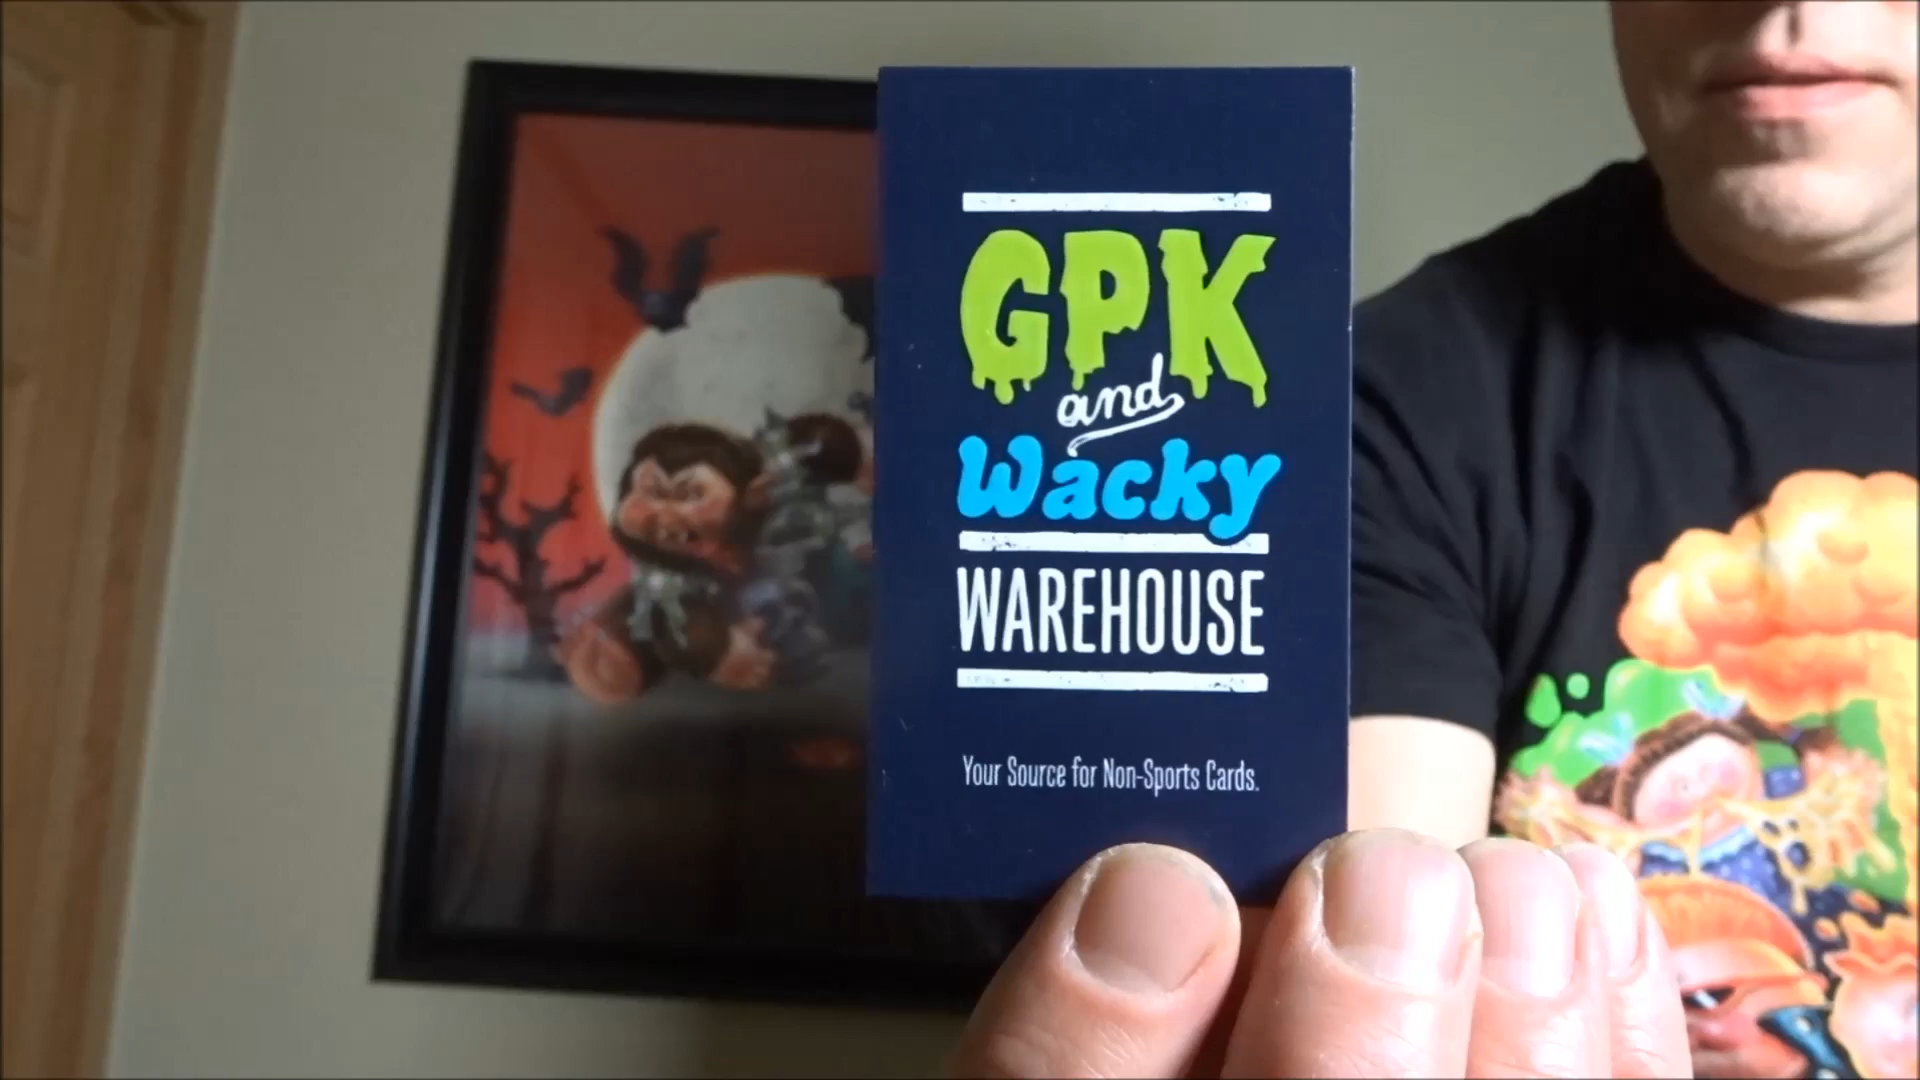 GPK
and
Wacky
WAREHOUSE
Your Source for Non-Sports Cards.